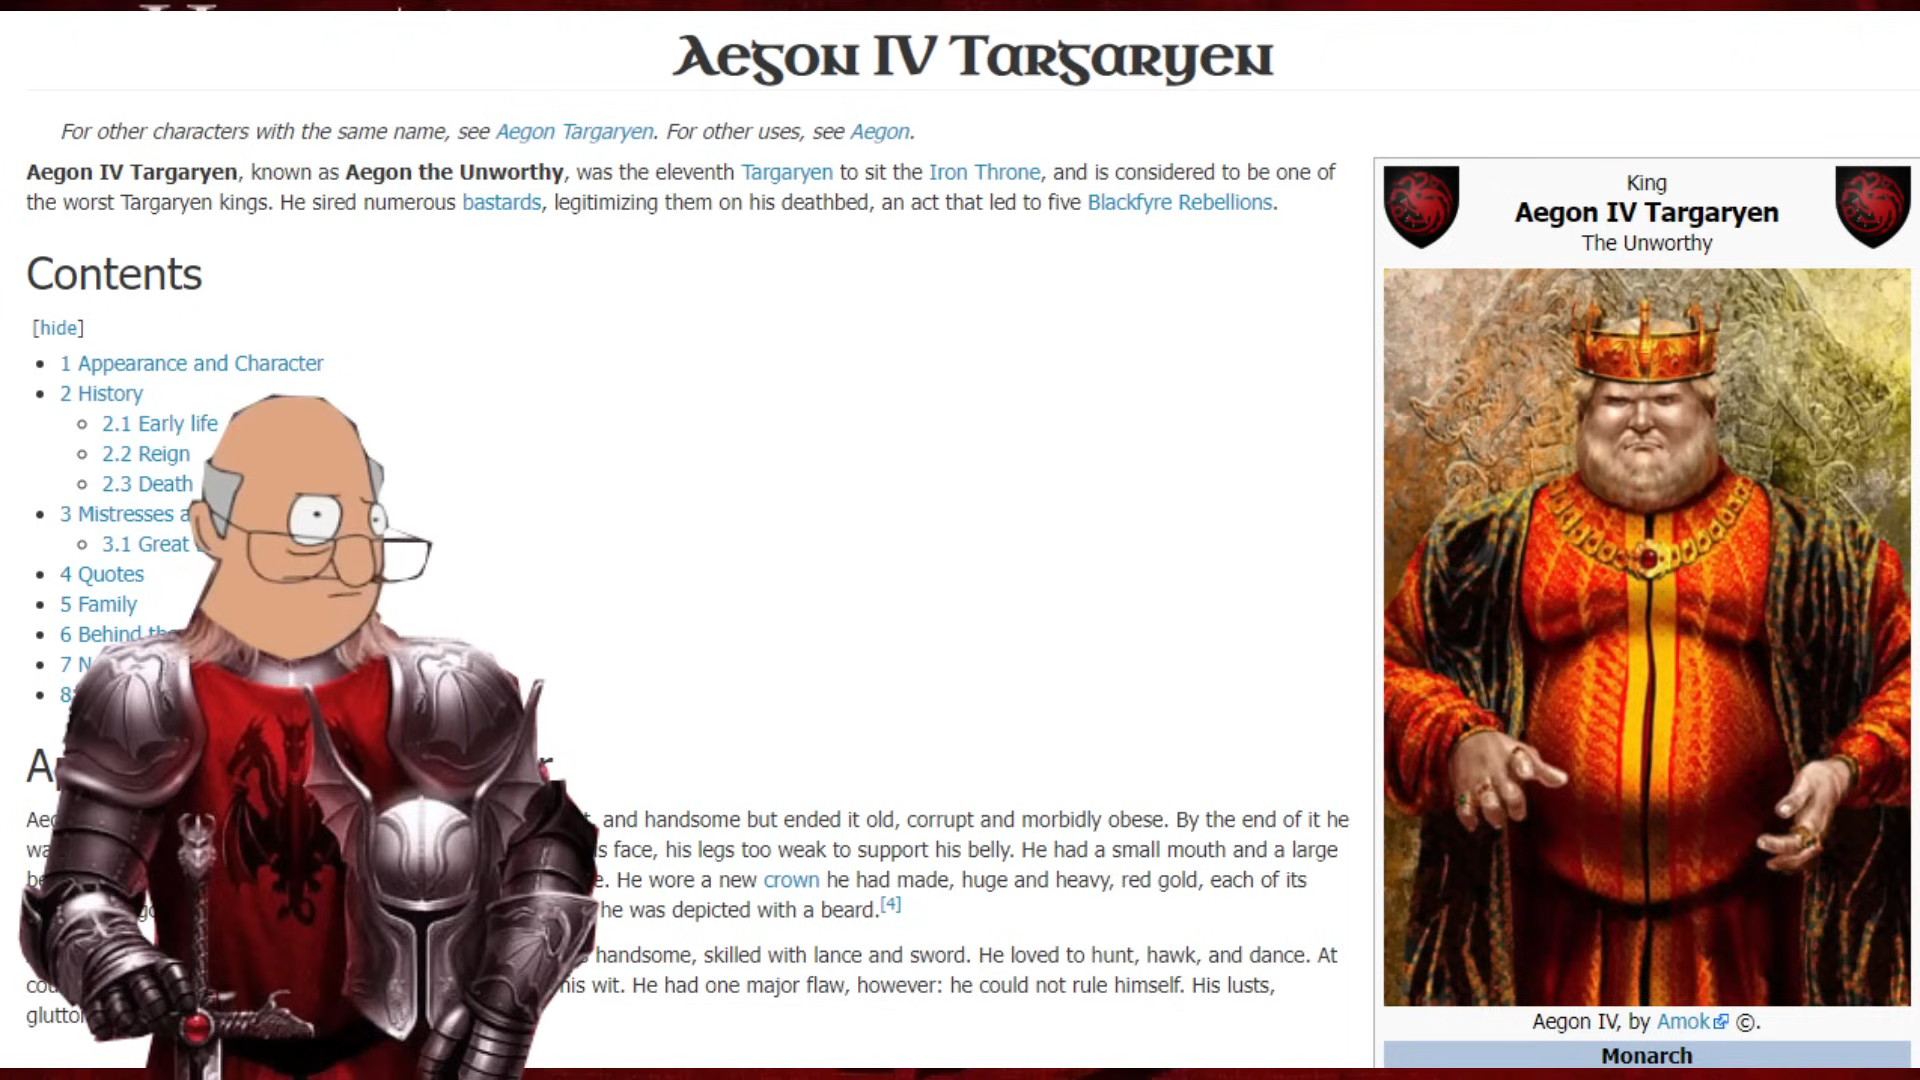 Aegon IV Targaryen
For other characters with the same name, see Aegon Targaryen. For other uses, see Aegon.
Aegon IV Targaryen, known as Aegon the Unworthy, was the eleventh Targaryen to sit the Iron Throne, and is considered to be one of
the worst Targaryen kings. He sired numerous bastards, legitimizing them on his deathbed, an act that led to five Blackfyre Rebellions.
Contents
[hide]
1 Appearance and Character
2 History
2.1 Early life
2.2 Reign
2.3 Death
3 Mistresses
3.1 Great
4 Quotes
5 Family
6 Behind
7
8
and handsome but ended it old, corrupt and morbidly obese. By the end of it he
face, his legs too weak to support his belly. He had a small mouth and a large
He wore a new crown he had made, huge and heavy, red gold, each of its
he was depicted with a beard.[4]
handsome, skilled with lance and sword. He loved to hunt, hawk, and dance. At
his wit. He had one major flaw, however: he could not rule himself. His lusts,
King
Aegon IV Targaryen
The Unworthy
Aegon IV, by Amok ©.
Monarch